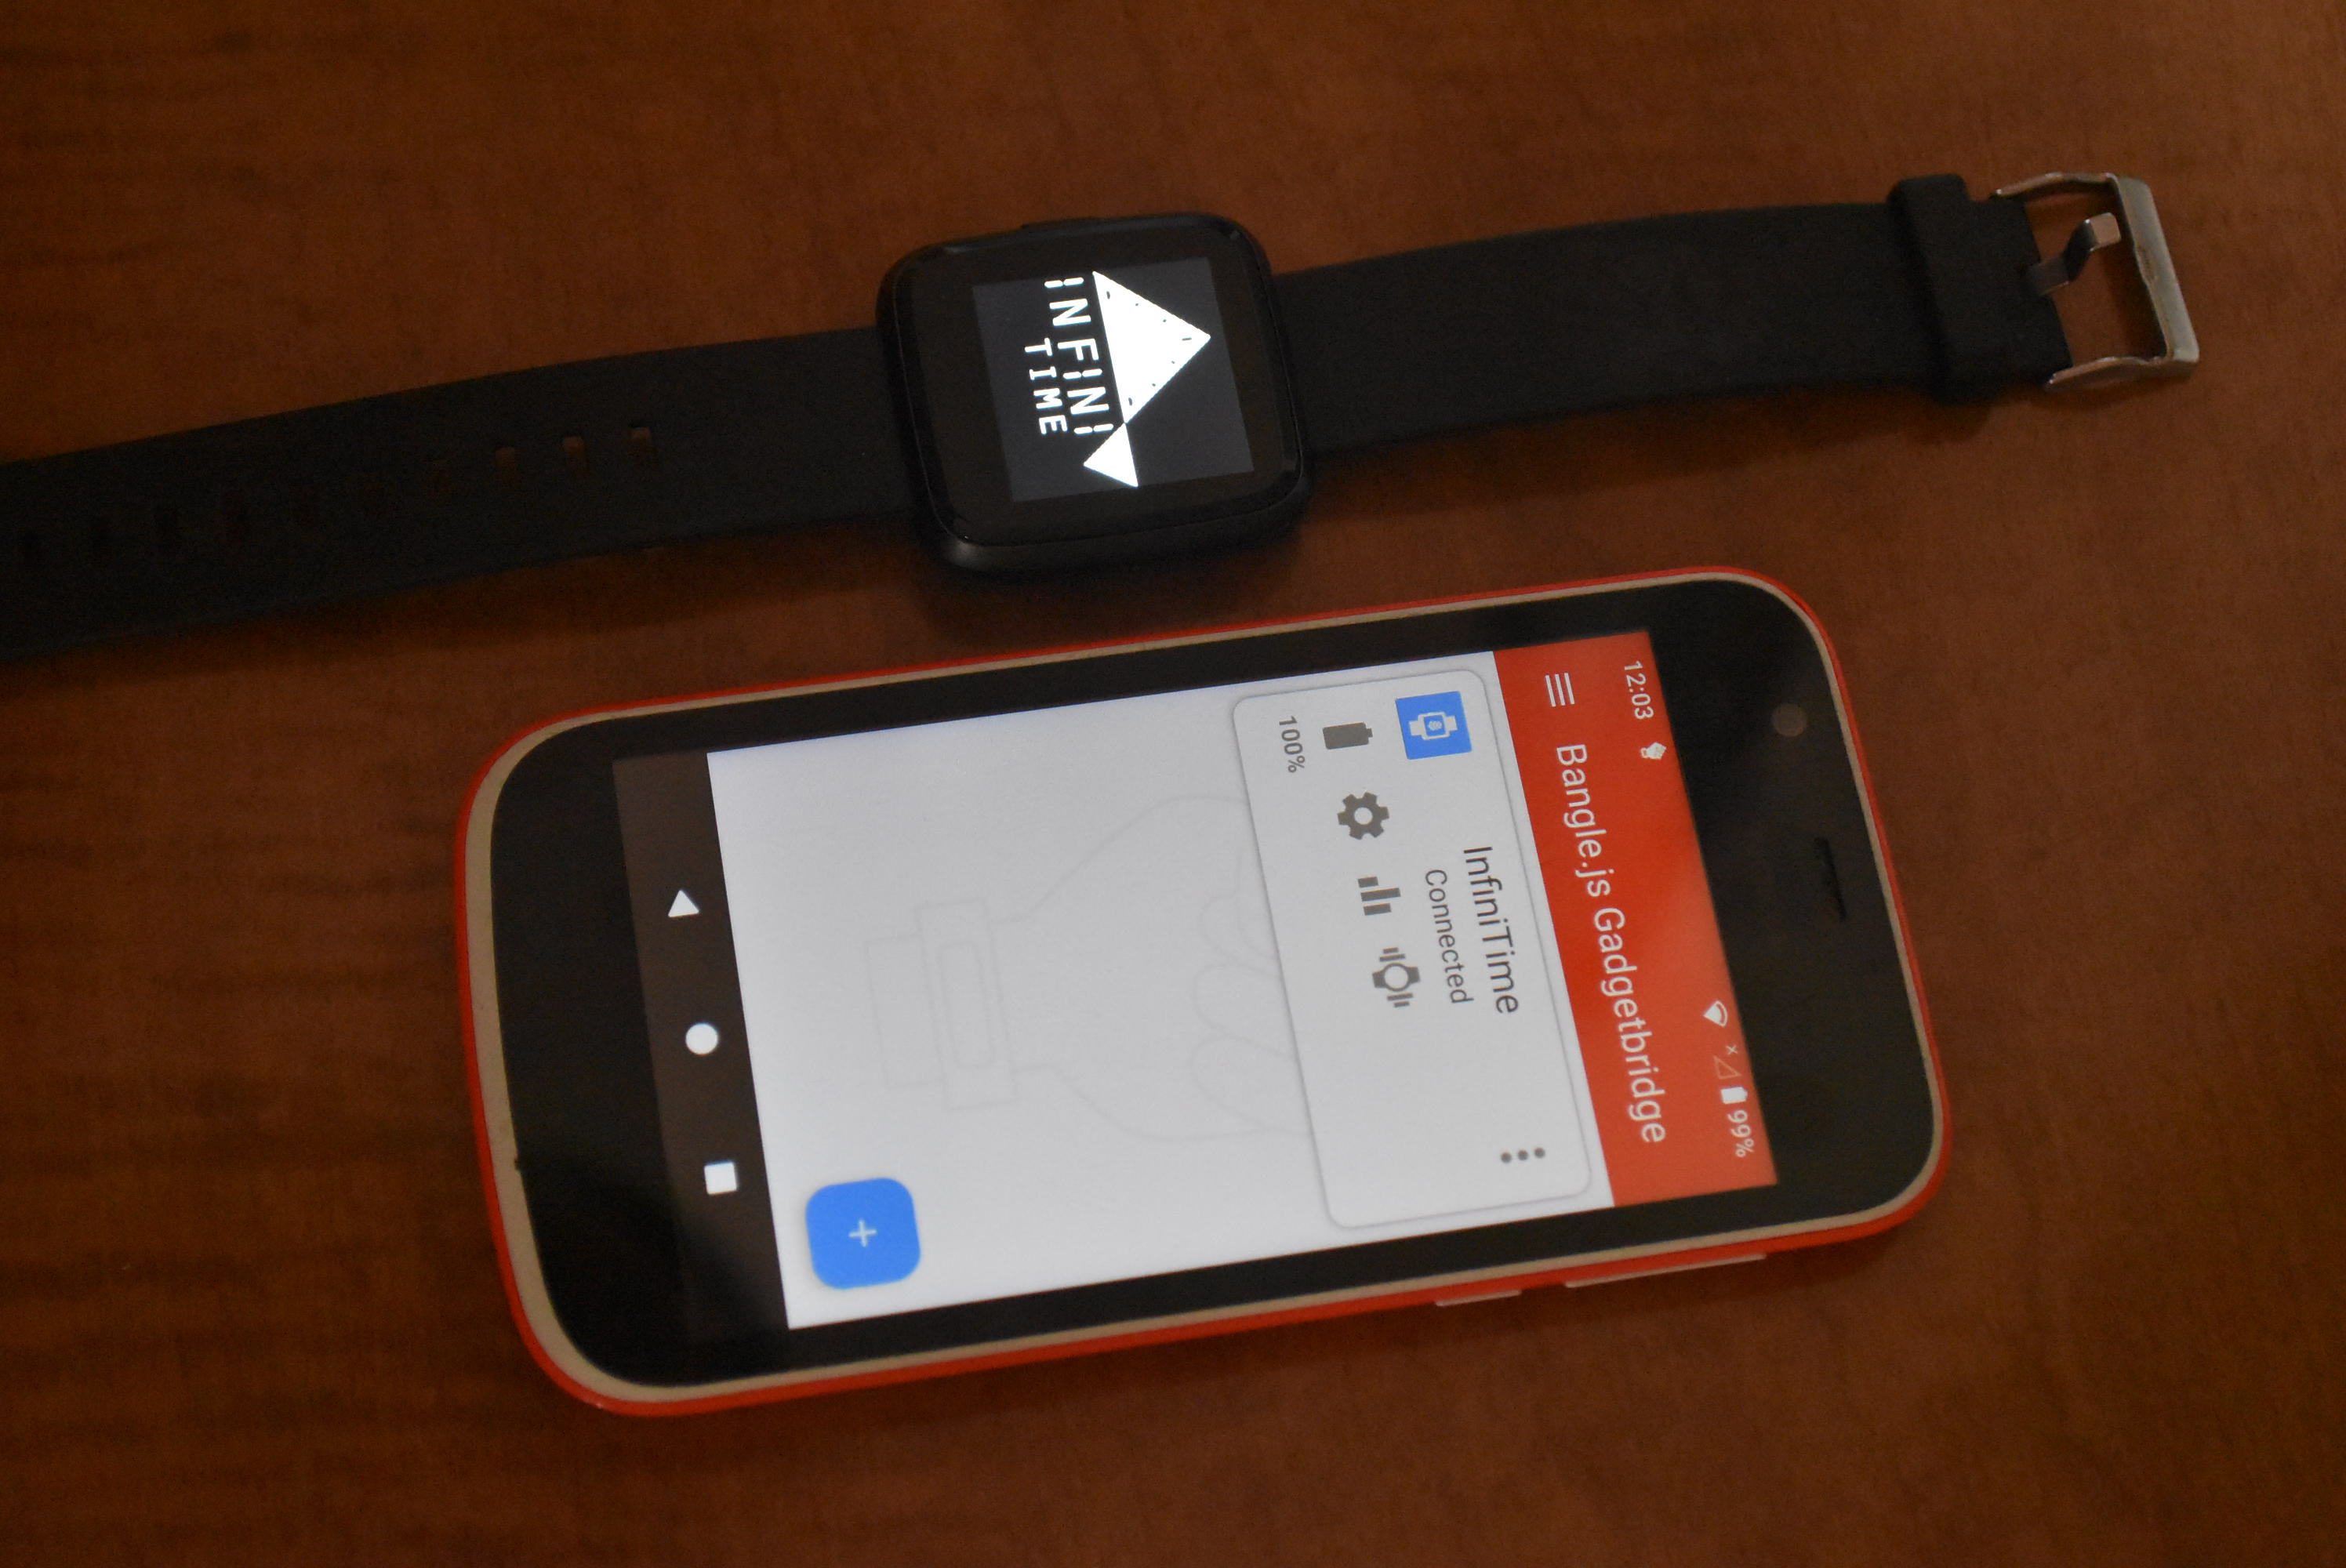 INFINI
TIME
12:03
99%
Bangle.js Gadgetbridge
InfiniTime
Connected
100%